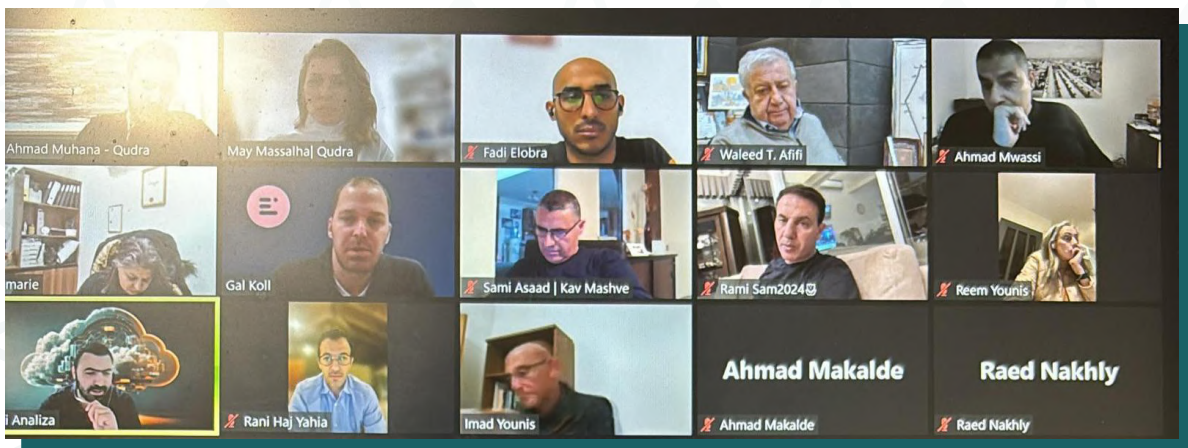 Ahmad Muhana - Qudra
May Massalha| Qudra
Fadi Elobra
Waleed T. Afifi
Ahmad Mwassi
marie
Gal Koll
Sami Asaad | Kav Mashve
Rami Sam2024
Reem Younis
i Analiza
Rani Haj Yahia
Imad Younis
Ahmad Makalde
Ahmad Makalde
Raed Nakhly
Raed Nakhly